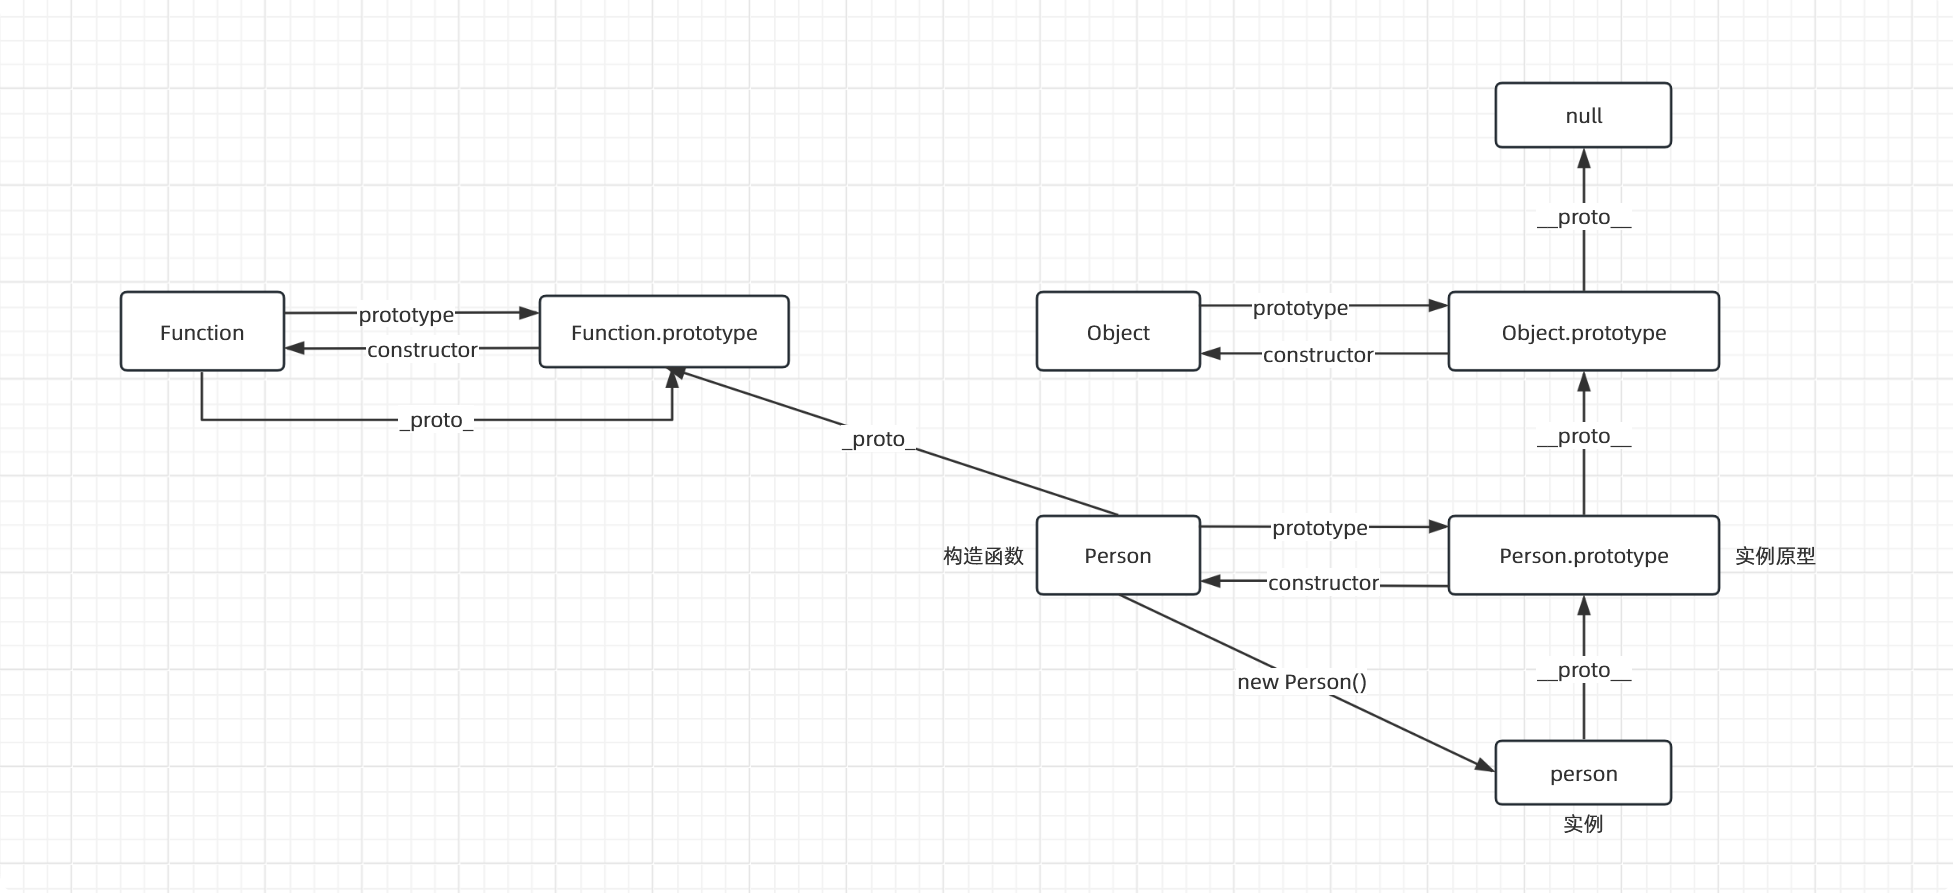 null
__proto__
Function
prototype
constructor
Function.prototype
_proto_
Object
prototype
constructor
Object.prototype
_proto_
__proto__
构造函数
Person
prototype
constructor
Person.prototype
实例原型
new Person()
__proto__
person
实例